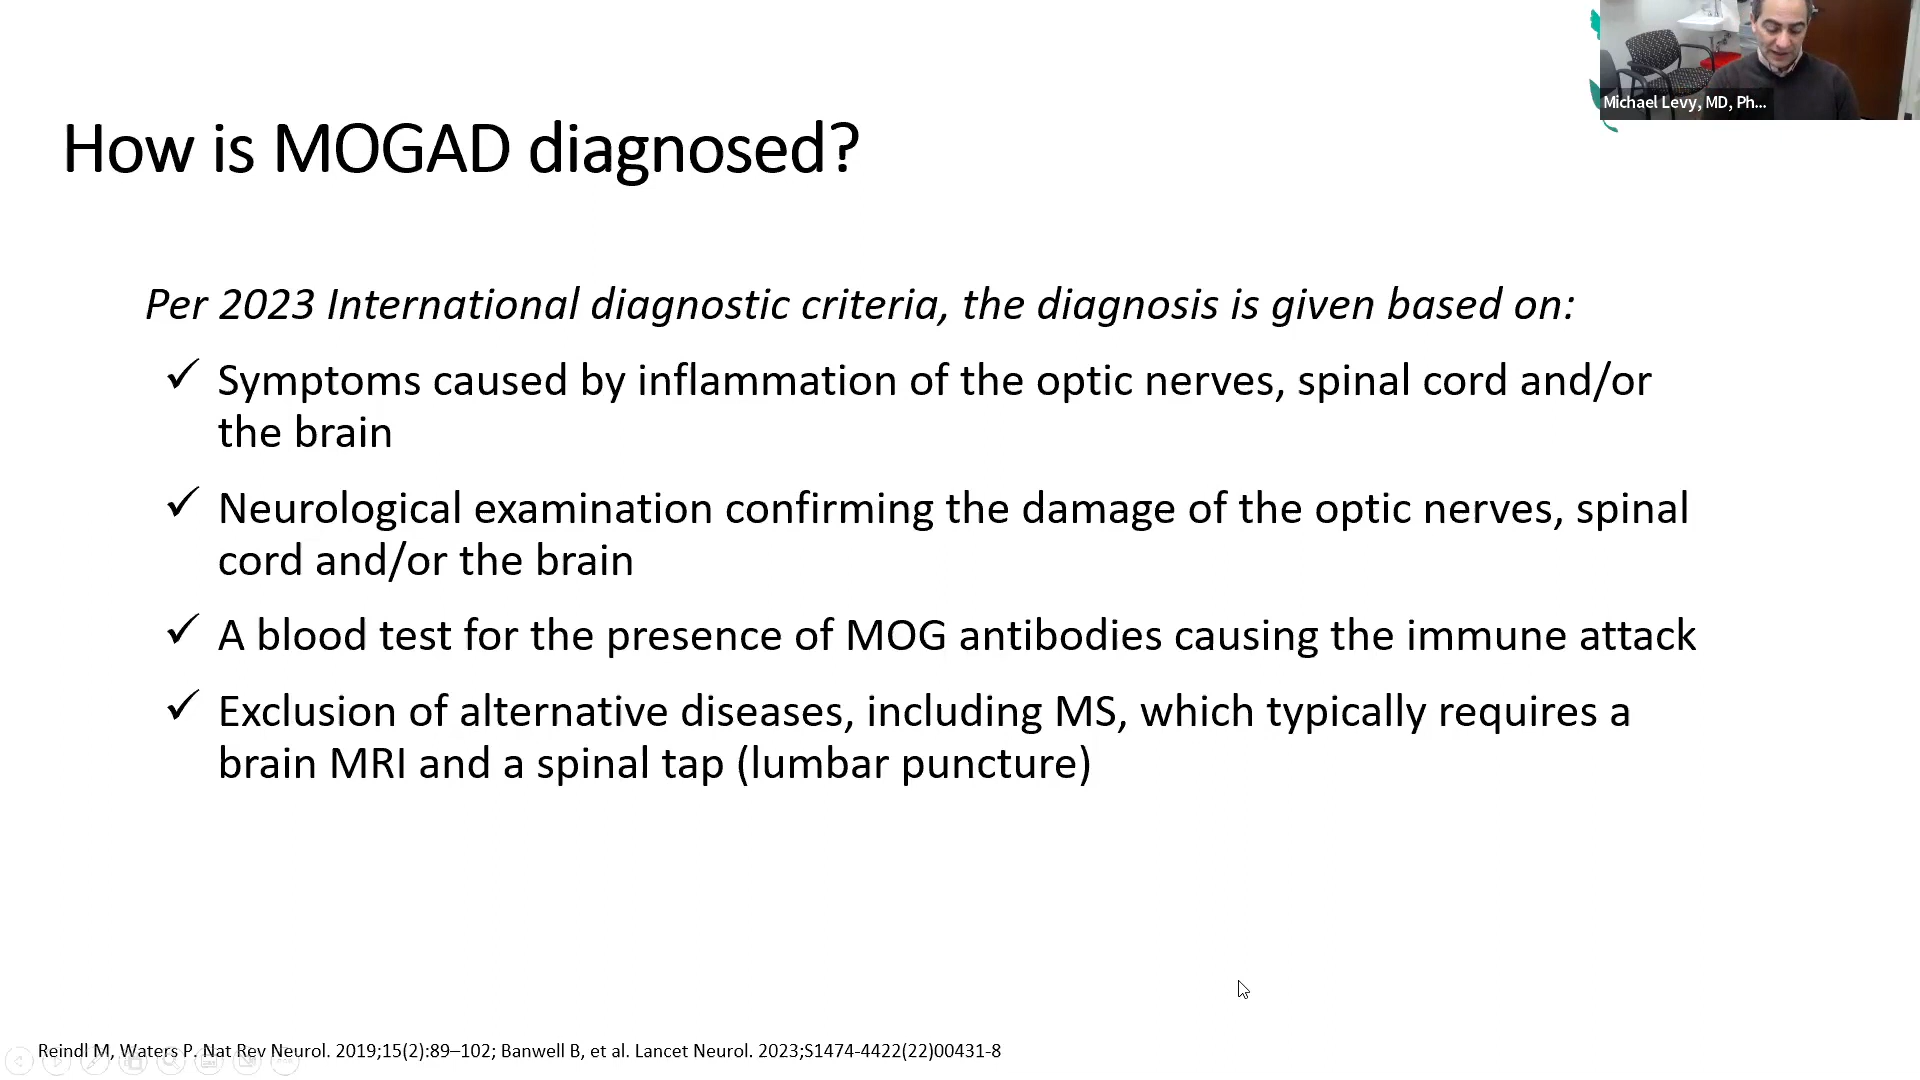 Michael Levy, MD, Ph...
How is MOGAD diagnosed?
Per 2023 International diagnostic criteria, the diagnosis is given based on:
✓ Symptoms caused by inflammation of the optic nerves, spinal cord and/or
the brain
✓ Neurological examination confirming the damage of the optic nerves, spinal
cord and/or the brain
✓ A blood test for the presence of MOG antibodies causing the immune attack
✓ Exclusion of alternative diseases, including MS, which typically requires a
brain MRI and a spinal tap (lumbar puncture)
Reindl M, Waters P. Nat Rev Neurol. 2019;15(2):89–102; Banwell B, et al. Lancet Neurol. 2023;S1474-4422(22)00431-8